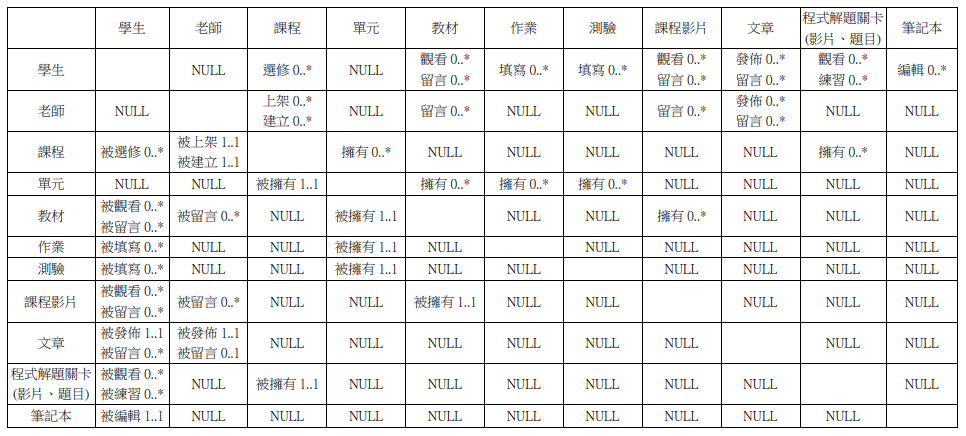 學生 老師 課程 單元 教材 作業 測驗 課程影片 文章 程式解題關卡 筆記本
(影片、題目)
學生 NULL 選修 0..* NULL 觀看 0..* 填寫 0..* 填寫 0..* 觀看 0..* 發佈 0..* 觀看 0..* 編輯 0..*
留言 0..* 留言 0..* 留言 0..* 練習 0..*
老師 NULL 上架 0..* NULL 留言 0..* NULL NULL 留言 0..* 發佈 0..* NULL NULL
建立 0..* 留言 0..*
課程 被選修 0..* 被上架 1..1 擁有 0..* NULL NULL NULL NULL NULL 擁有 0..* NULL
被建立 1..1
單元 NULL NULL 被擁有 1..1 擁有 0..* 擁有 0..* 擁有 0..* NULL NULL NULL NULL
教材 被觀看 0..* 被留言 0..* NULL 被擁有 1..1 NULL NULL 擁有 0..* NULL NULL NULL
被留言 0..*
作業 被填寫 0..* NULL NULL 被擁有 1..1 NULL NULL NULL NULL NULL NULL
測驗 被填寫 0..* NULL NULL 被擁有 1..1 NULL NULL NULL NULL NULL NULL
課程影片 被觀看 0..* 被留言 0..* NULL NULL 被擁有 1..1 NULL NULL NULL NULL NULL
被留言 0..*
文章 被發佈 1..1 被發佈 1..1 NULL NULL NULL NULL NULL NULL NULL NULL
被留言 0..* 被留言 0..1
程式解題關卡 被觀看 0..* NULL 被擁有 1..1 NULL NULL NULL NULL NULL NULL NULL
(影片、題目) 被練習 0..*
筆記本 被編輯 1..1 NULL NULL NULL NULL NULL NULL NULL NULL NULL